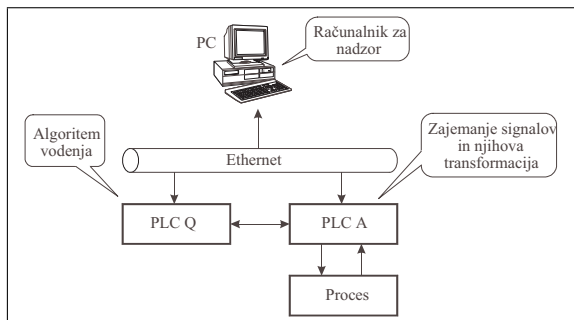 PC
Računalnik za
nadzor
Algoritem
vodenja
Ethernet
Zajemanje signalov
in njihova
transformacija
PLC Q
PLC A
Proces